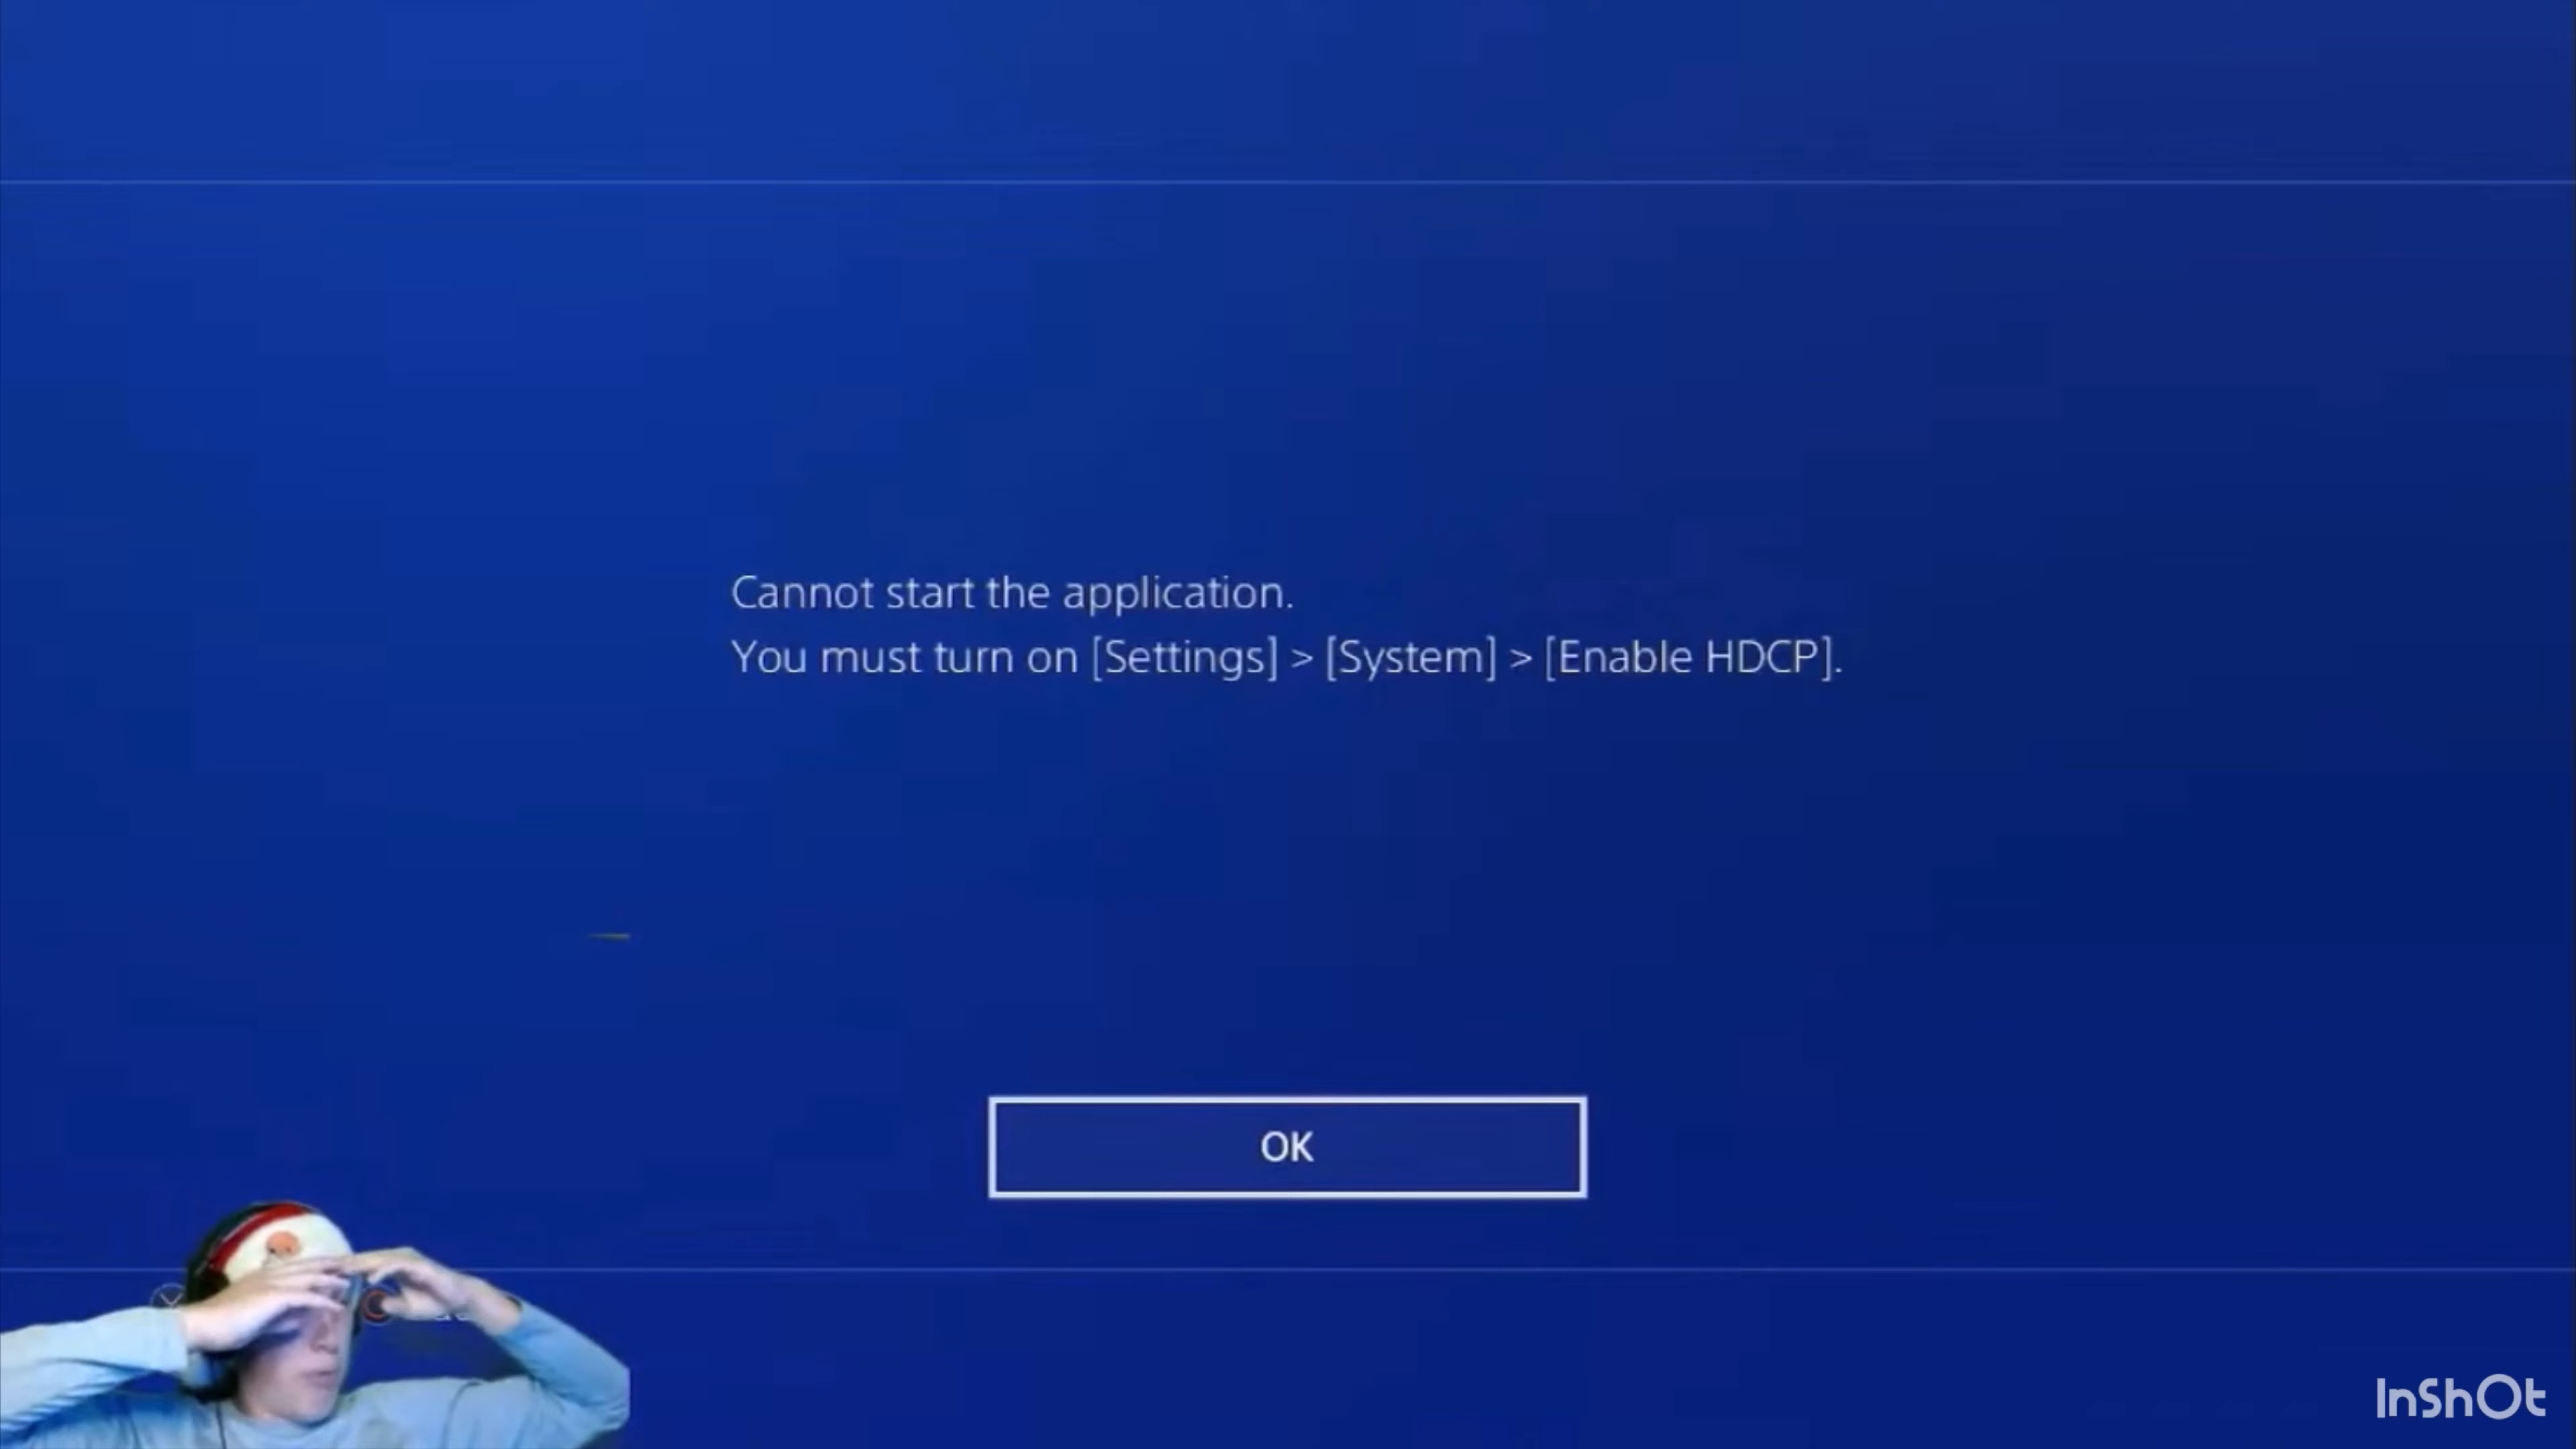 Cannot start the application.
You must turn on [Settings] > [System] > [Enable HDCP].
OK
InShOt